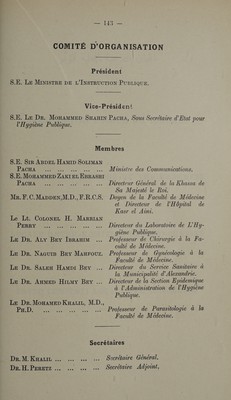 — 143 —
COMITÉ D'ORGANISATION
Président
S.E. Le Ministre de l'Instruction Publique.
Vice-Président
S.E. Le Dr. Mohammed Shahin Pacha, Sous Secrétaire d'Etat pour
l'Hygiène Publique.
Membres
S.E. Sir Abdel Hamid Soliman
Pacha ... ... ... ... Ministre des Communications.
S.E. Mohammed Zaki el Ebrashi
Pacha ... ... ... ... Directeur Général de la Khassa de
Sa Majesté le Roi.
Mr. F. C. Madden, M.D., F.R.C.S. Doyen de la Faculté de Médecine
et Directeur de l'Hôpital de
Kasr el Aini.
Le Lt. Colonel H. Marrian
Perry ... ... ... ... Directeur du Laboratoire de L'Hy-
giène Publique.
Le Dr. Aly Bey Ibrahim ... Professeur de Chirurgie à la Fa-
culté de Médecine.
Le Dr. Naguib Bey Mahfouz. Professeur de Gynécologie à la
Faculté de Médecine.
Le Dr. Saleh Hamdi Bey ... Directeur du Service Sanitaire à
la Municipalité d'Alexandrie.
Le Dr. Ahmed Hilmy Bey ... Directeur de la Section Epidémique
à l'Administration de l'Hygiène
Publique.
Le Dr. Mohamed Khalil, M.D.,
Ph.D. ... ... ... ... Professeur de Parasitologie à la
Faculté de Médecine.
Secrétaires
Dr. M. Khalil ... ... ... ... Secrétaire Général.
Dr. H. Peretz ... ... ... ... Secrétaire Adjoint.